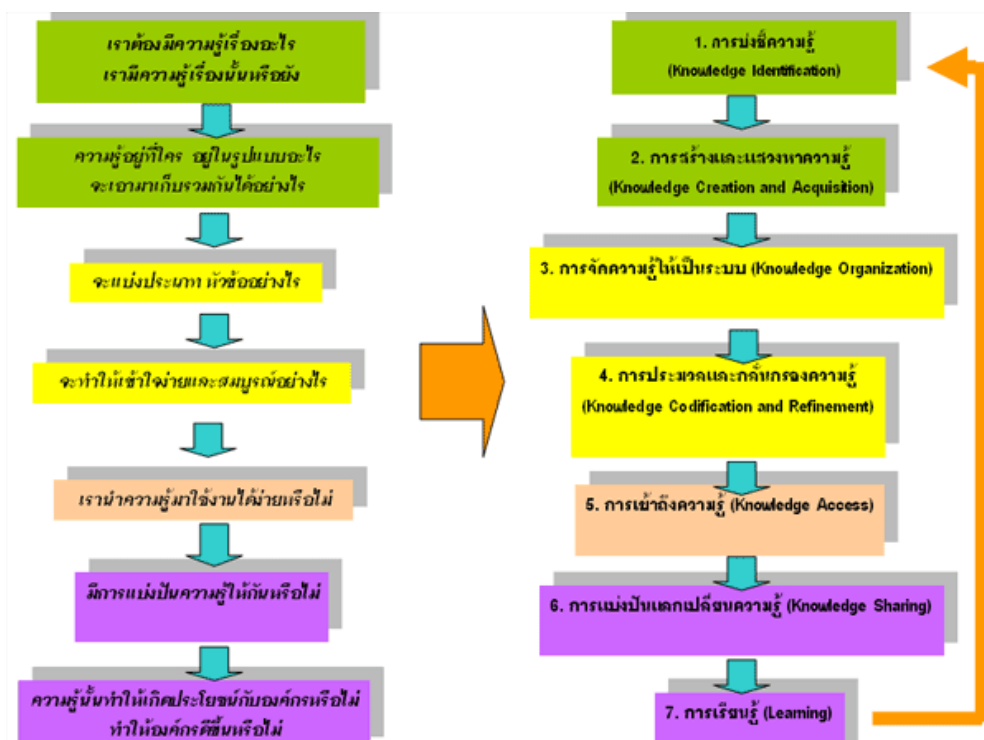 เราต้องมีความรู้เรื่องอะไร
เรามีความรู้เรื่องนั้นหรือยัง
ความรู้อยู่ที่ใคร อยู่ในรูปแบบอะไร
จะเอามาเก็บรวมกันได้อย่างไร
จะแบ่งประเภท หัวข้ออย่างไร
จะทำให้เข้าใจง่ายและสมบูรณ์อย่างไร
เรานำความรู้มาใช้งานได้ง่ายหรือไม่
มีการแบ่งปันความรู้ให้กันหรือไม่
ความรู้นั้นทำให้เกิดประโยชน์กับองค์กรหรือไม่
ทำให้องค์กรดีขึ้นหรือไม่
1. การบ่งชี้ความรู้
(Knowledge Identification)
2. การสร้างและแสวงหาความรู้
(Knowledge Creation and Acquisition)
3. การจัดความรู้ให้เป็นระบบ (Knowledge Organization)
4. การประมวลและกลั่นกรองความรู้
(Knowledge Codification and Refinement)
5. การเข้าถึงความรู้ (Knowledge Access)
6. การแบ่งปันแลกเปลี่ยนความรู้ (Knowledge Sharing)
7. การเรียนรู้ (Learning)